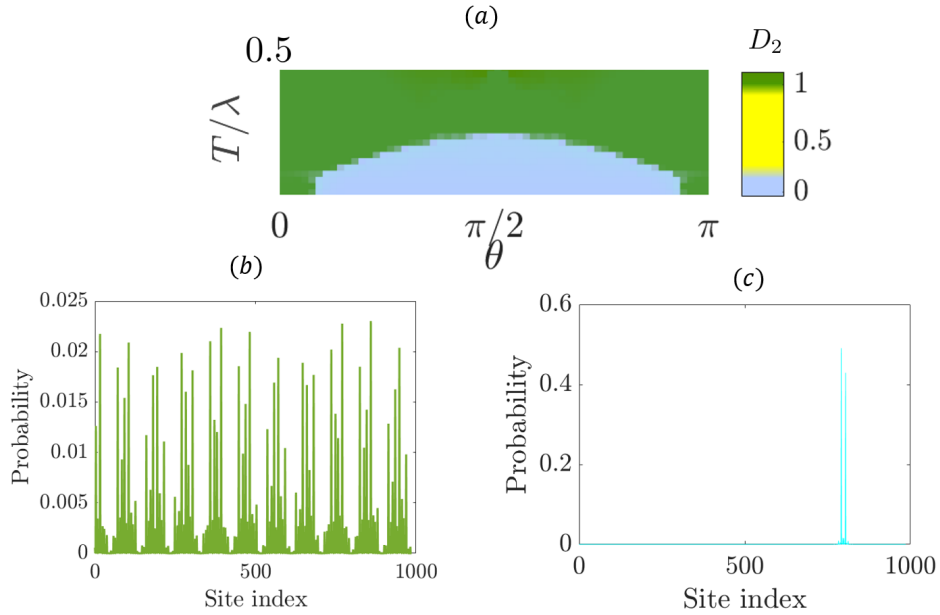 (a)
0.5
D₂
T/λ
1
0.5
0
0
π/2
π
θ
(b)
(c)
0.025
0.02
0.015
0.01
0.005
0
Probability
0
500
1000
Site index
0.6
0.4
0.2
0
Probability
0
500
1000
Site index